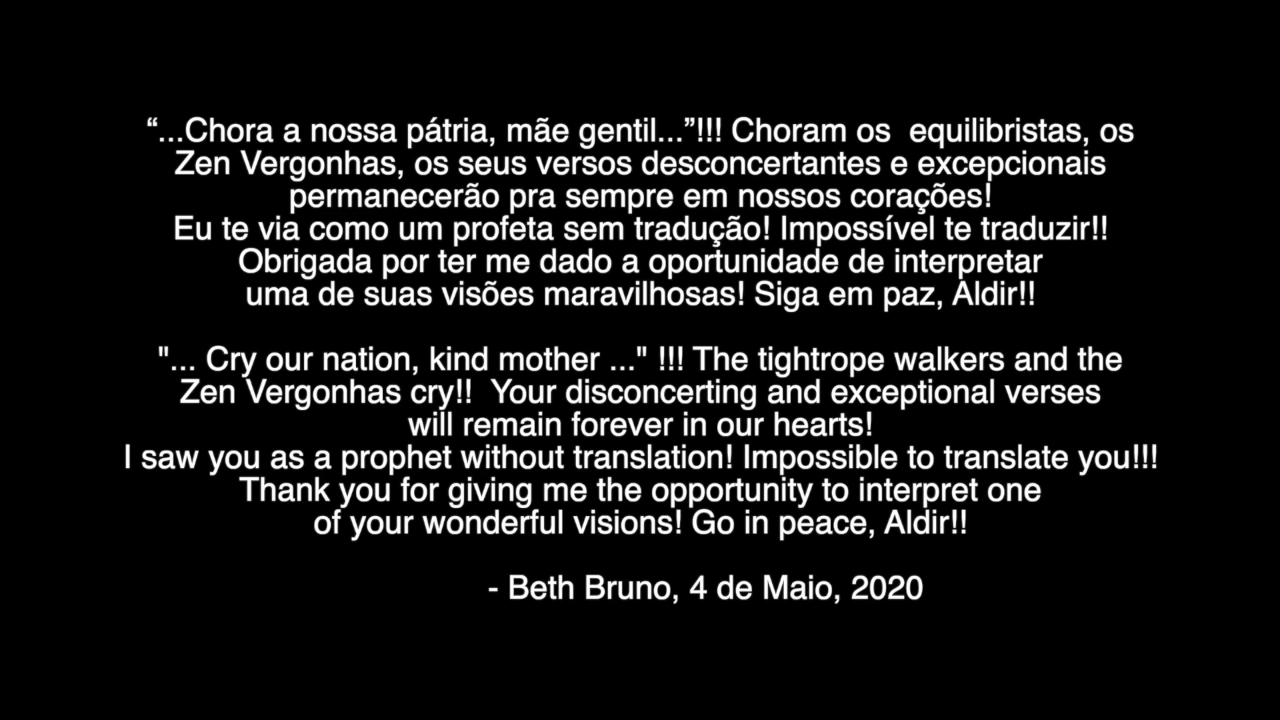 “...Chora a nossa pátria, mãe gentil...”!!! Choram os  equilibristas, os
Zen Vergonhas, os seus versos desconcertantes e excepcionais
permanecerão pra sempre em nossos corações!
Eu te via como um profeta sem tradução! Impossível te traduzir!!
Obrigada por ter me dado a oportunidade de interpretar
uma de suas visões maravilhosas! Siga em paz, Aldir!!
"... Cry our nation, kind mother ..." !!! The tightrope walkers and the
Zen Vergonhas cry!!  Your disconcerting and exceptional verses
will remain forever in our hearts!
I saw you as a prophet without translation! Impossible to translate you!!!
Thank you for giving me the opportunity to interpret one
of your wonderful visions! Go in peace, Aldir!!
- Beth Bruno, 4 de Maio, 2020